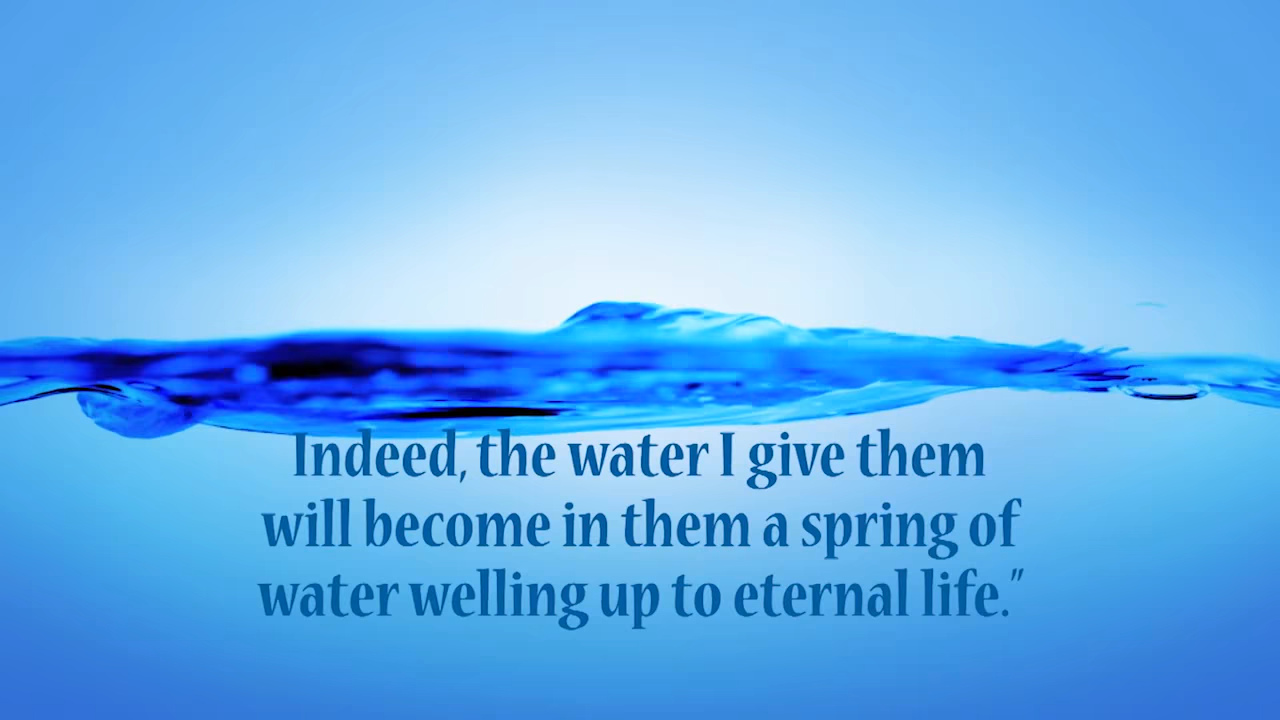 Indeed, the water I give them
will become in them a spring of
water welling up to eternal life."